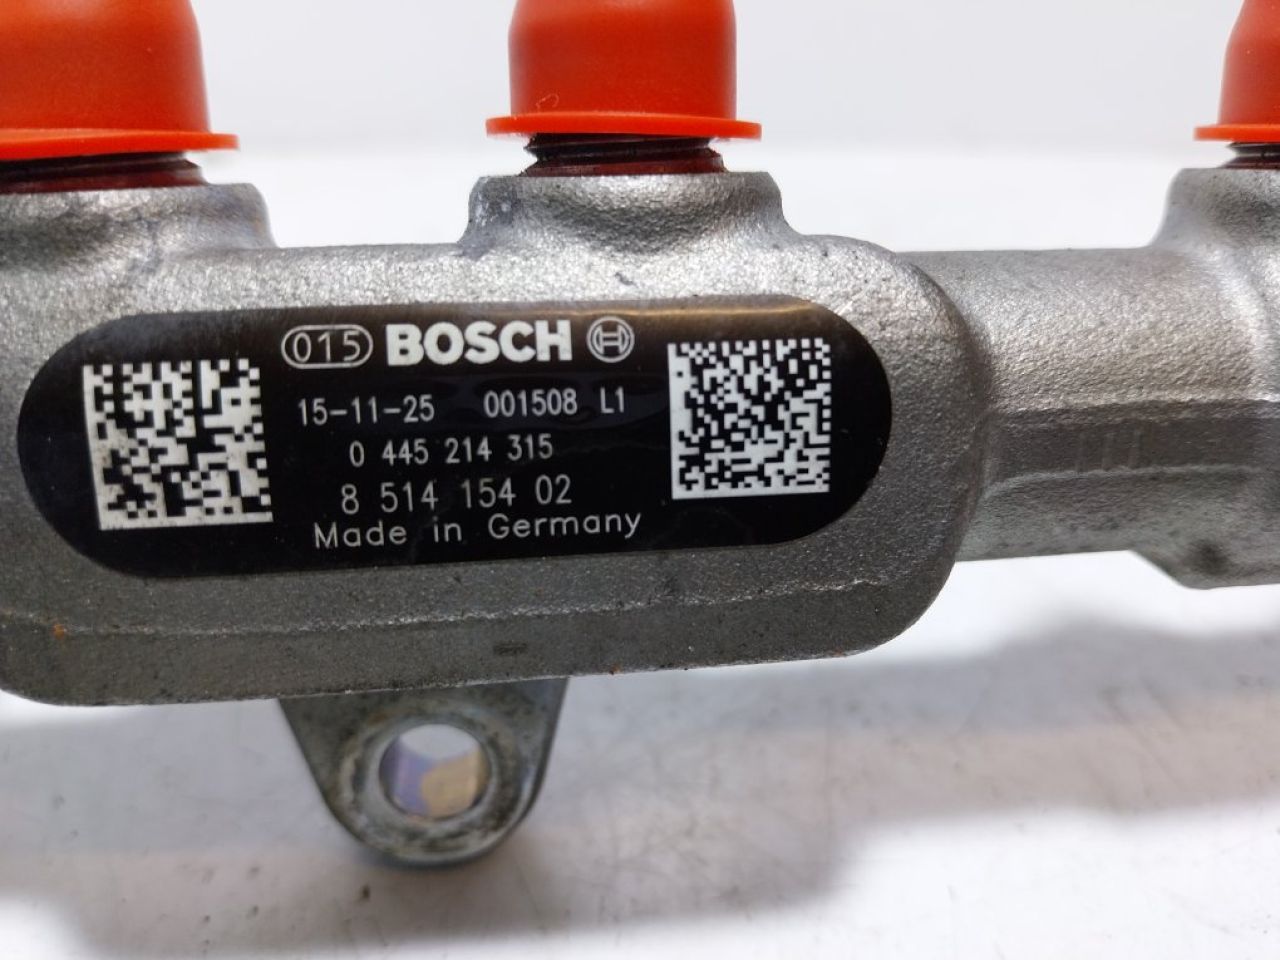 015 BOSCH
15-11-25 001508 L1
0 445 214 315
8 514 154 02
Made in Germany